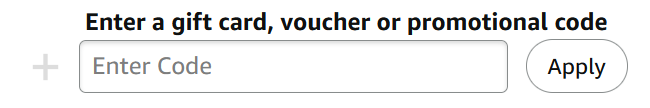 Enter a gift card, voucher or promotional code
Enter Code
Apply